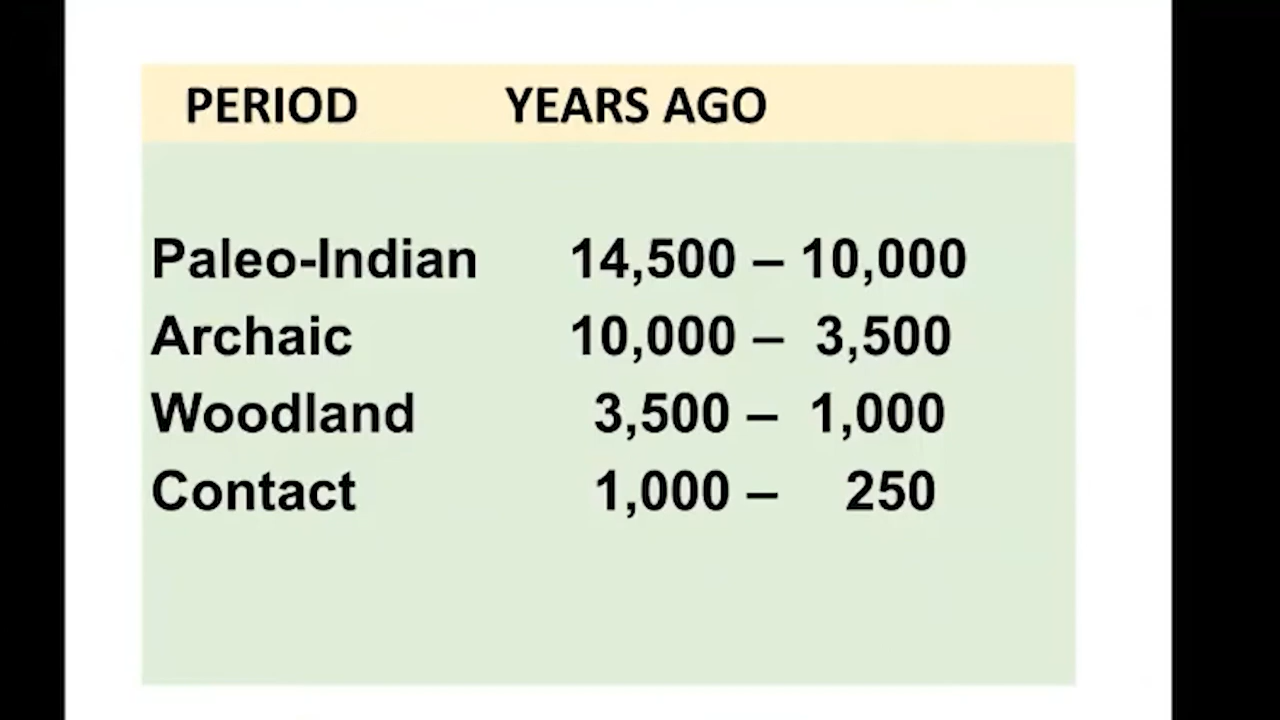 PERIOD YEARS AGO
Paleo-Indian 14,500 – 10,000
Archaic 10,000 – 3,500
Woodland 3,500 – 1,000
Contact 1,000 – 250